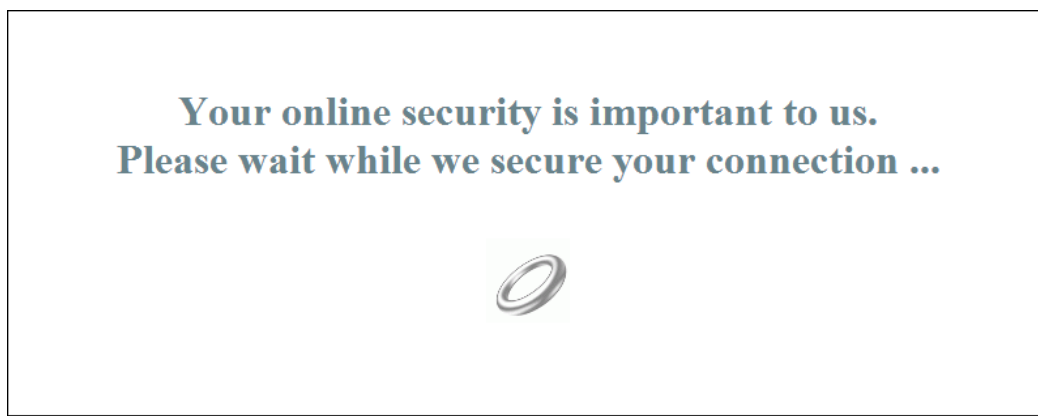 Your online security is important to us.
Please wait while we secure your connection ...